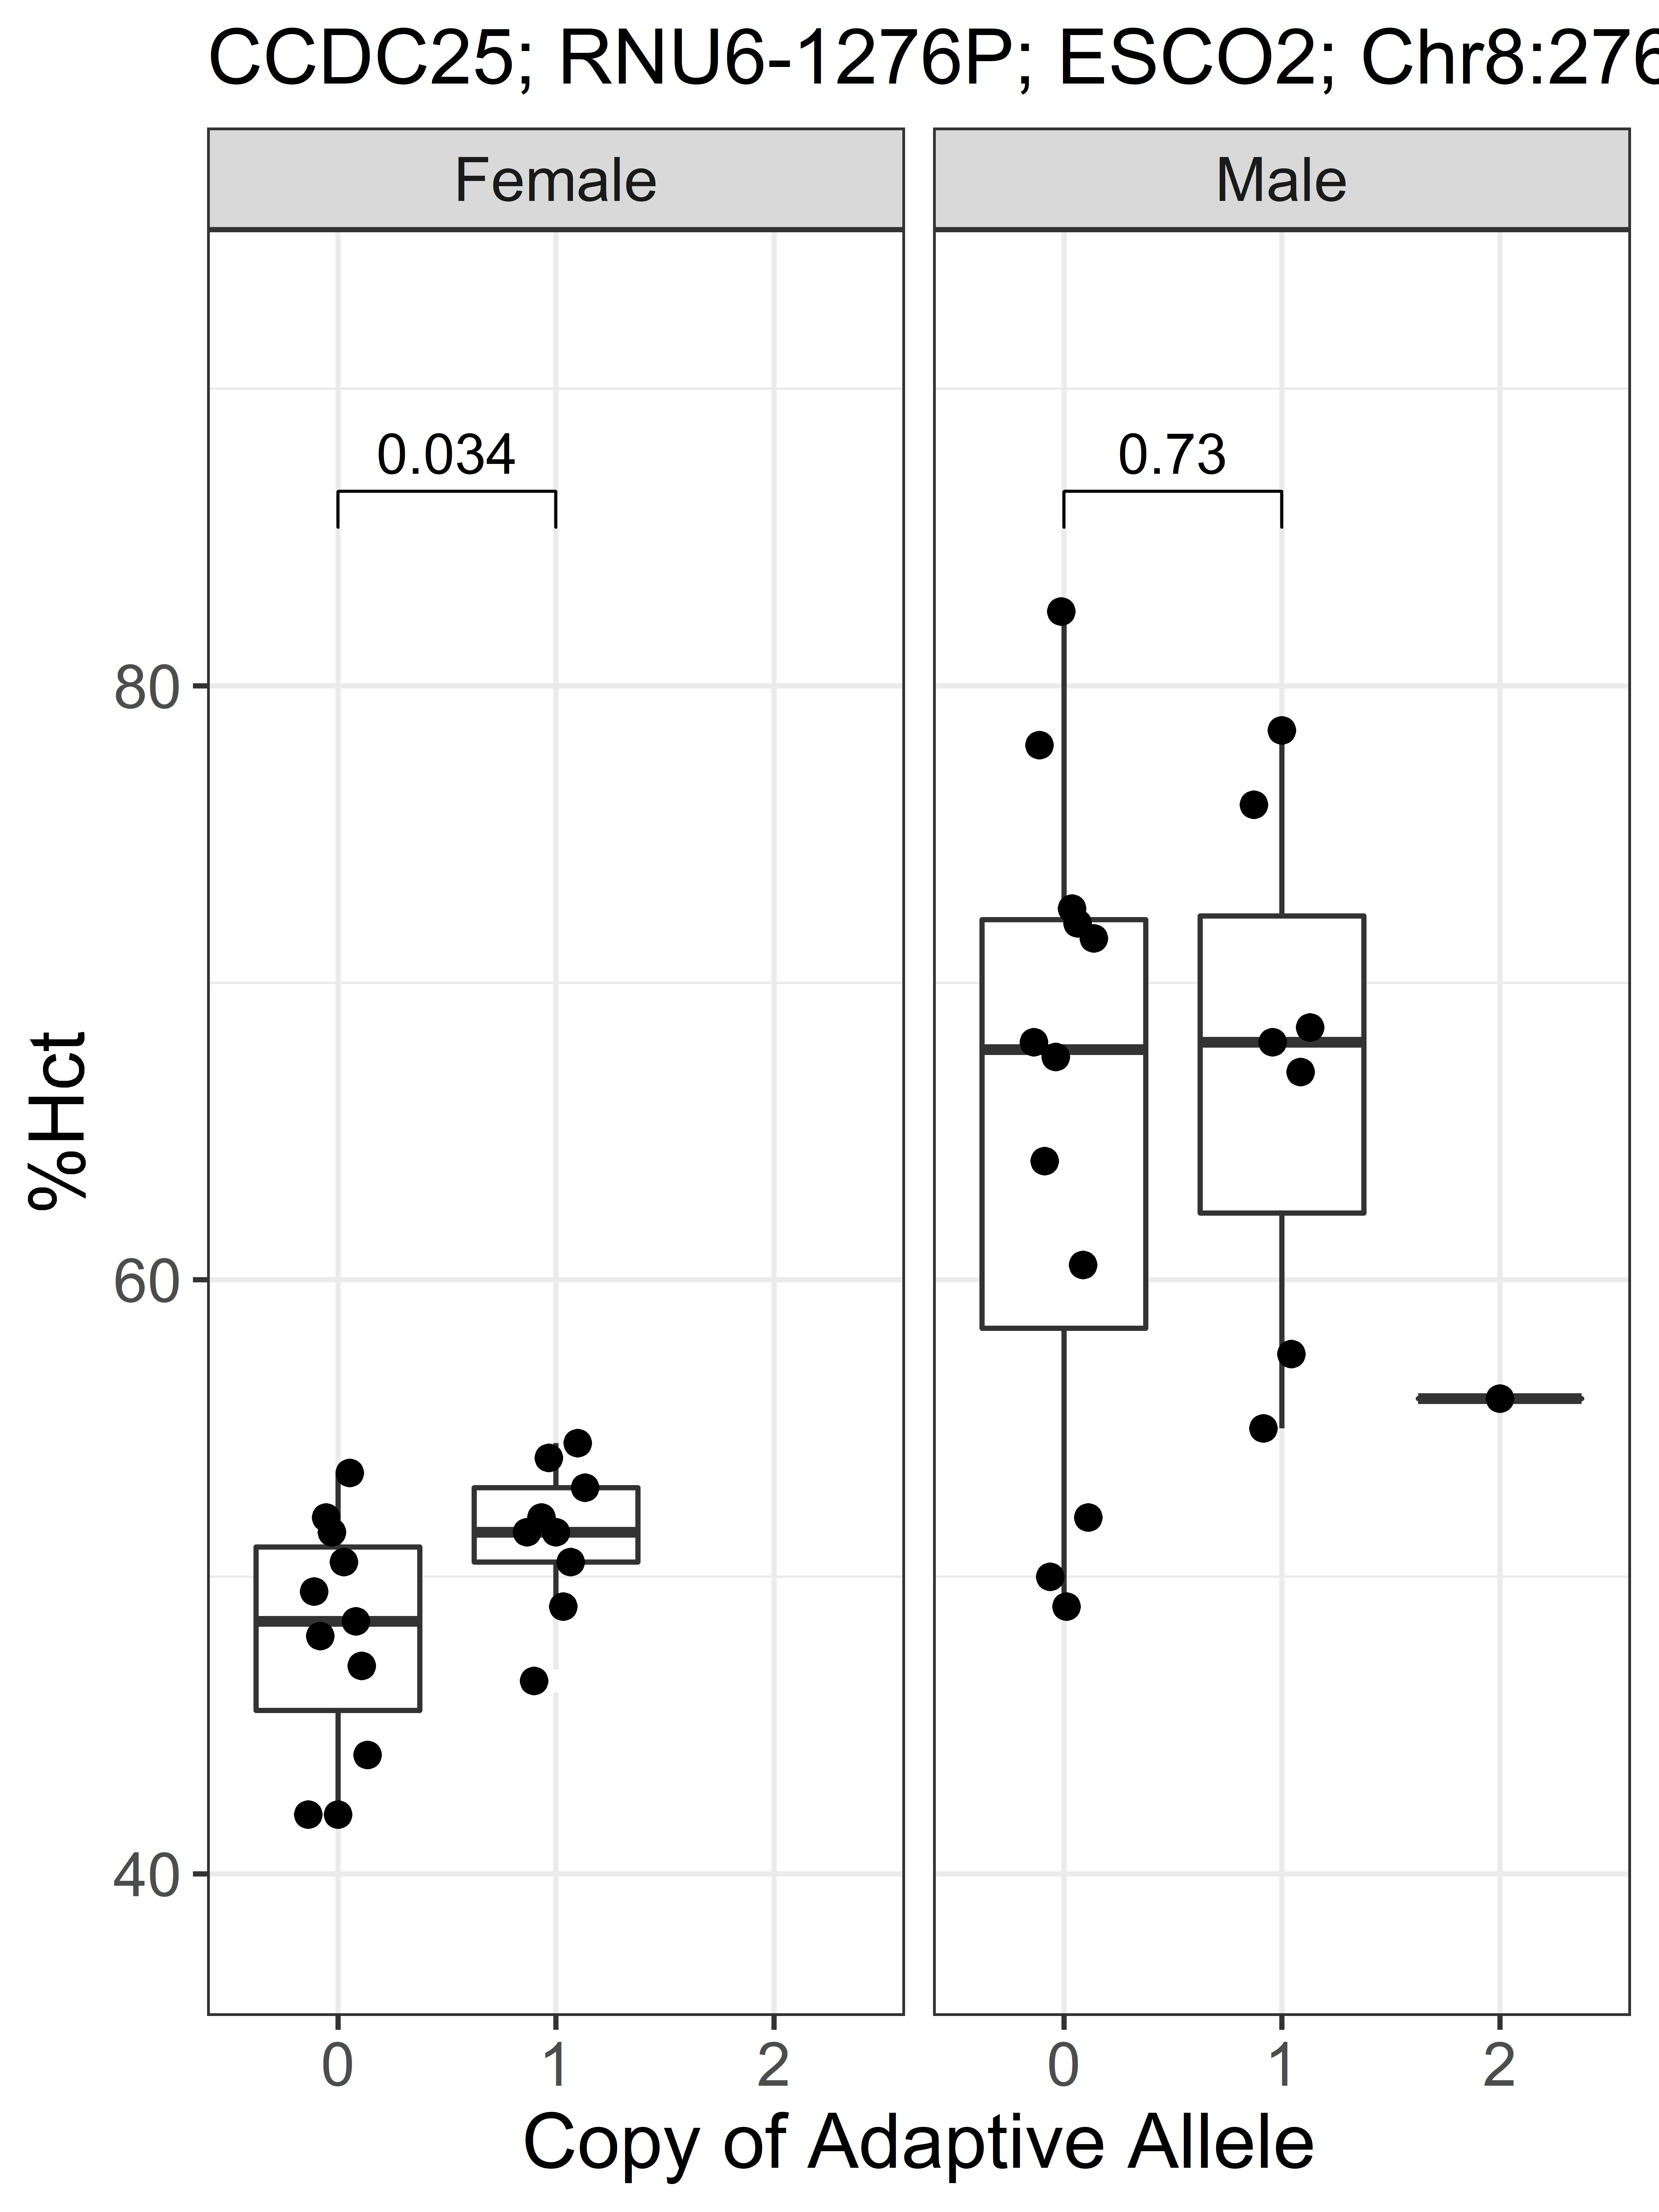 CCDC25; RNU6-1276P; ESCO2; Chr8:276
Female Male
0.034 0.73
80
60
40
%Hct
0 1 2 0 1 2
Copy of Adaptive Allele